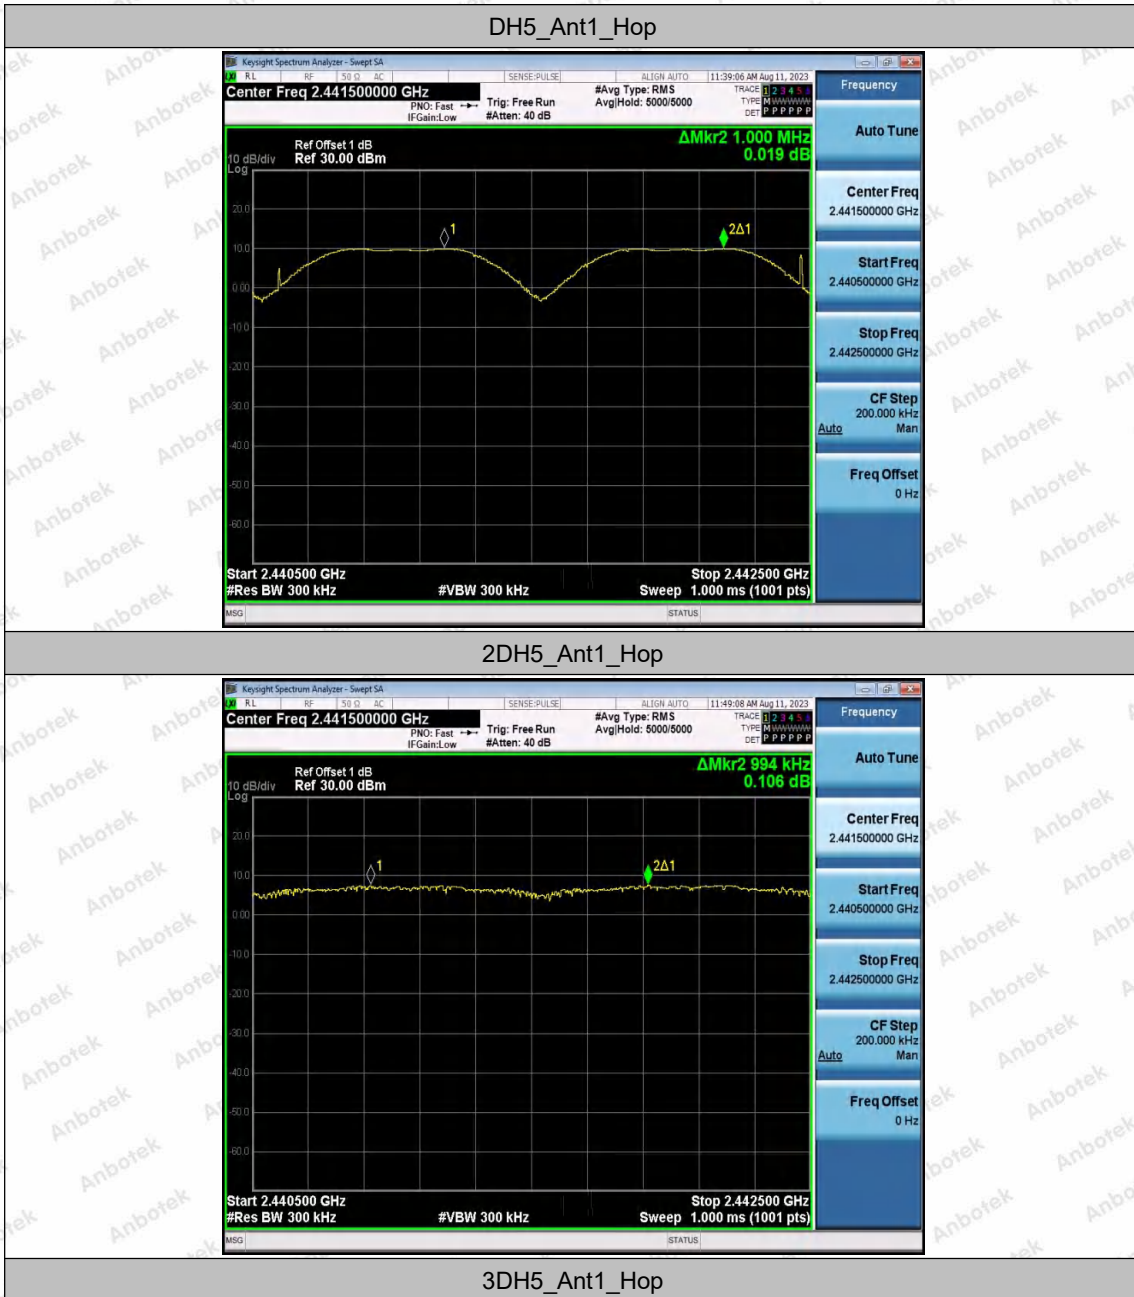 DH5_Ant1_Hop
Keysight Spectrum Analyzer - Swept SA
RL RF 50 Ω AC SENSE:PULSE ALIGN AUTO 11:39:06 AM Aug 11, 2023
Center Freq 2.441500000 GHz #Avg Type: RMS TRACE 1 2 3 4 5 6
PNO: Fast Trig: Free Run Avg|Hold: 5000/5000 TYPE M WWWWW
IFGain:Low #Atten: 40 dB DET P P P P P P
Frequency
Auto Tune
ΔMkr2 1.000 MHz
Ref Offset 1 dB
10 dB/div Ref 30.00 dBm 0.019 dB
Log
20.0
10.0
0.00
-10.0
-20.0
-30.0
-40.0
-50.0
-60.0
1
2Δ1
Center Freq
2.441500000 GHz
Start Freq
2.440500000 GHz
Stop Freq
2.442500000 GHz
CF Step
200.000 kHz
Auto Man
Freq Offset
0 Hz
Start 2.440500 GHz Stop 2.442500 GHz
#Res BW 300 kHz #VBW 300 kHz Sweep 1.000 ms (1001 pts)
MSG STATUS
2DH5_Ant1_Hop
Keysight Spectrum Analyzer - Swept SA
RL RF 50 Ω AC SENSE:PULSE ALIGN AUTO 11:49:08 AM Aug 11, 2023
Center Freq 2.441500000 GHz #Avg Type: RMS TRACE 1 2 3 4 5 6
PNO: Fast Trig: Free Run Avg|Hold: 5000/5000 TYPE M WWWWW
IFGain:Low #Atten: 40 dB DET P P P P P P
Frequency
Auto Tune
ΔMkr2 994 kHz
Ref Offset 1 dB
10 dB/div Ref 30.00 dBm 0.106 dB
Log
20.0
10.0
0.00
-10.0
-20.0
-30.0
-40.0
-50.0
-60.0
1
2Δ1
Center Freq
2.441500000 GHz
Start Freq
2.440500000 GHz
Stop Freq
2.442500000 GHz
CF Step
200.000 kHz
Auto Man
Freq Offset
0 Hz
Start 2.440500 GHz Stop 2.442500 GHz
#Res BW 300 kHz #VBW 300 kHz Sweep 1.000 ms (1001 pts)
MSG STATUS
3DH5_Ant1_Hop
Anbotek